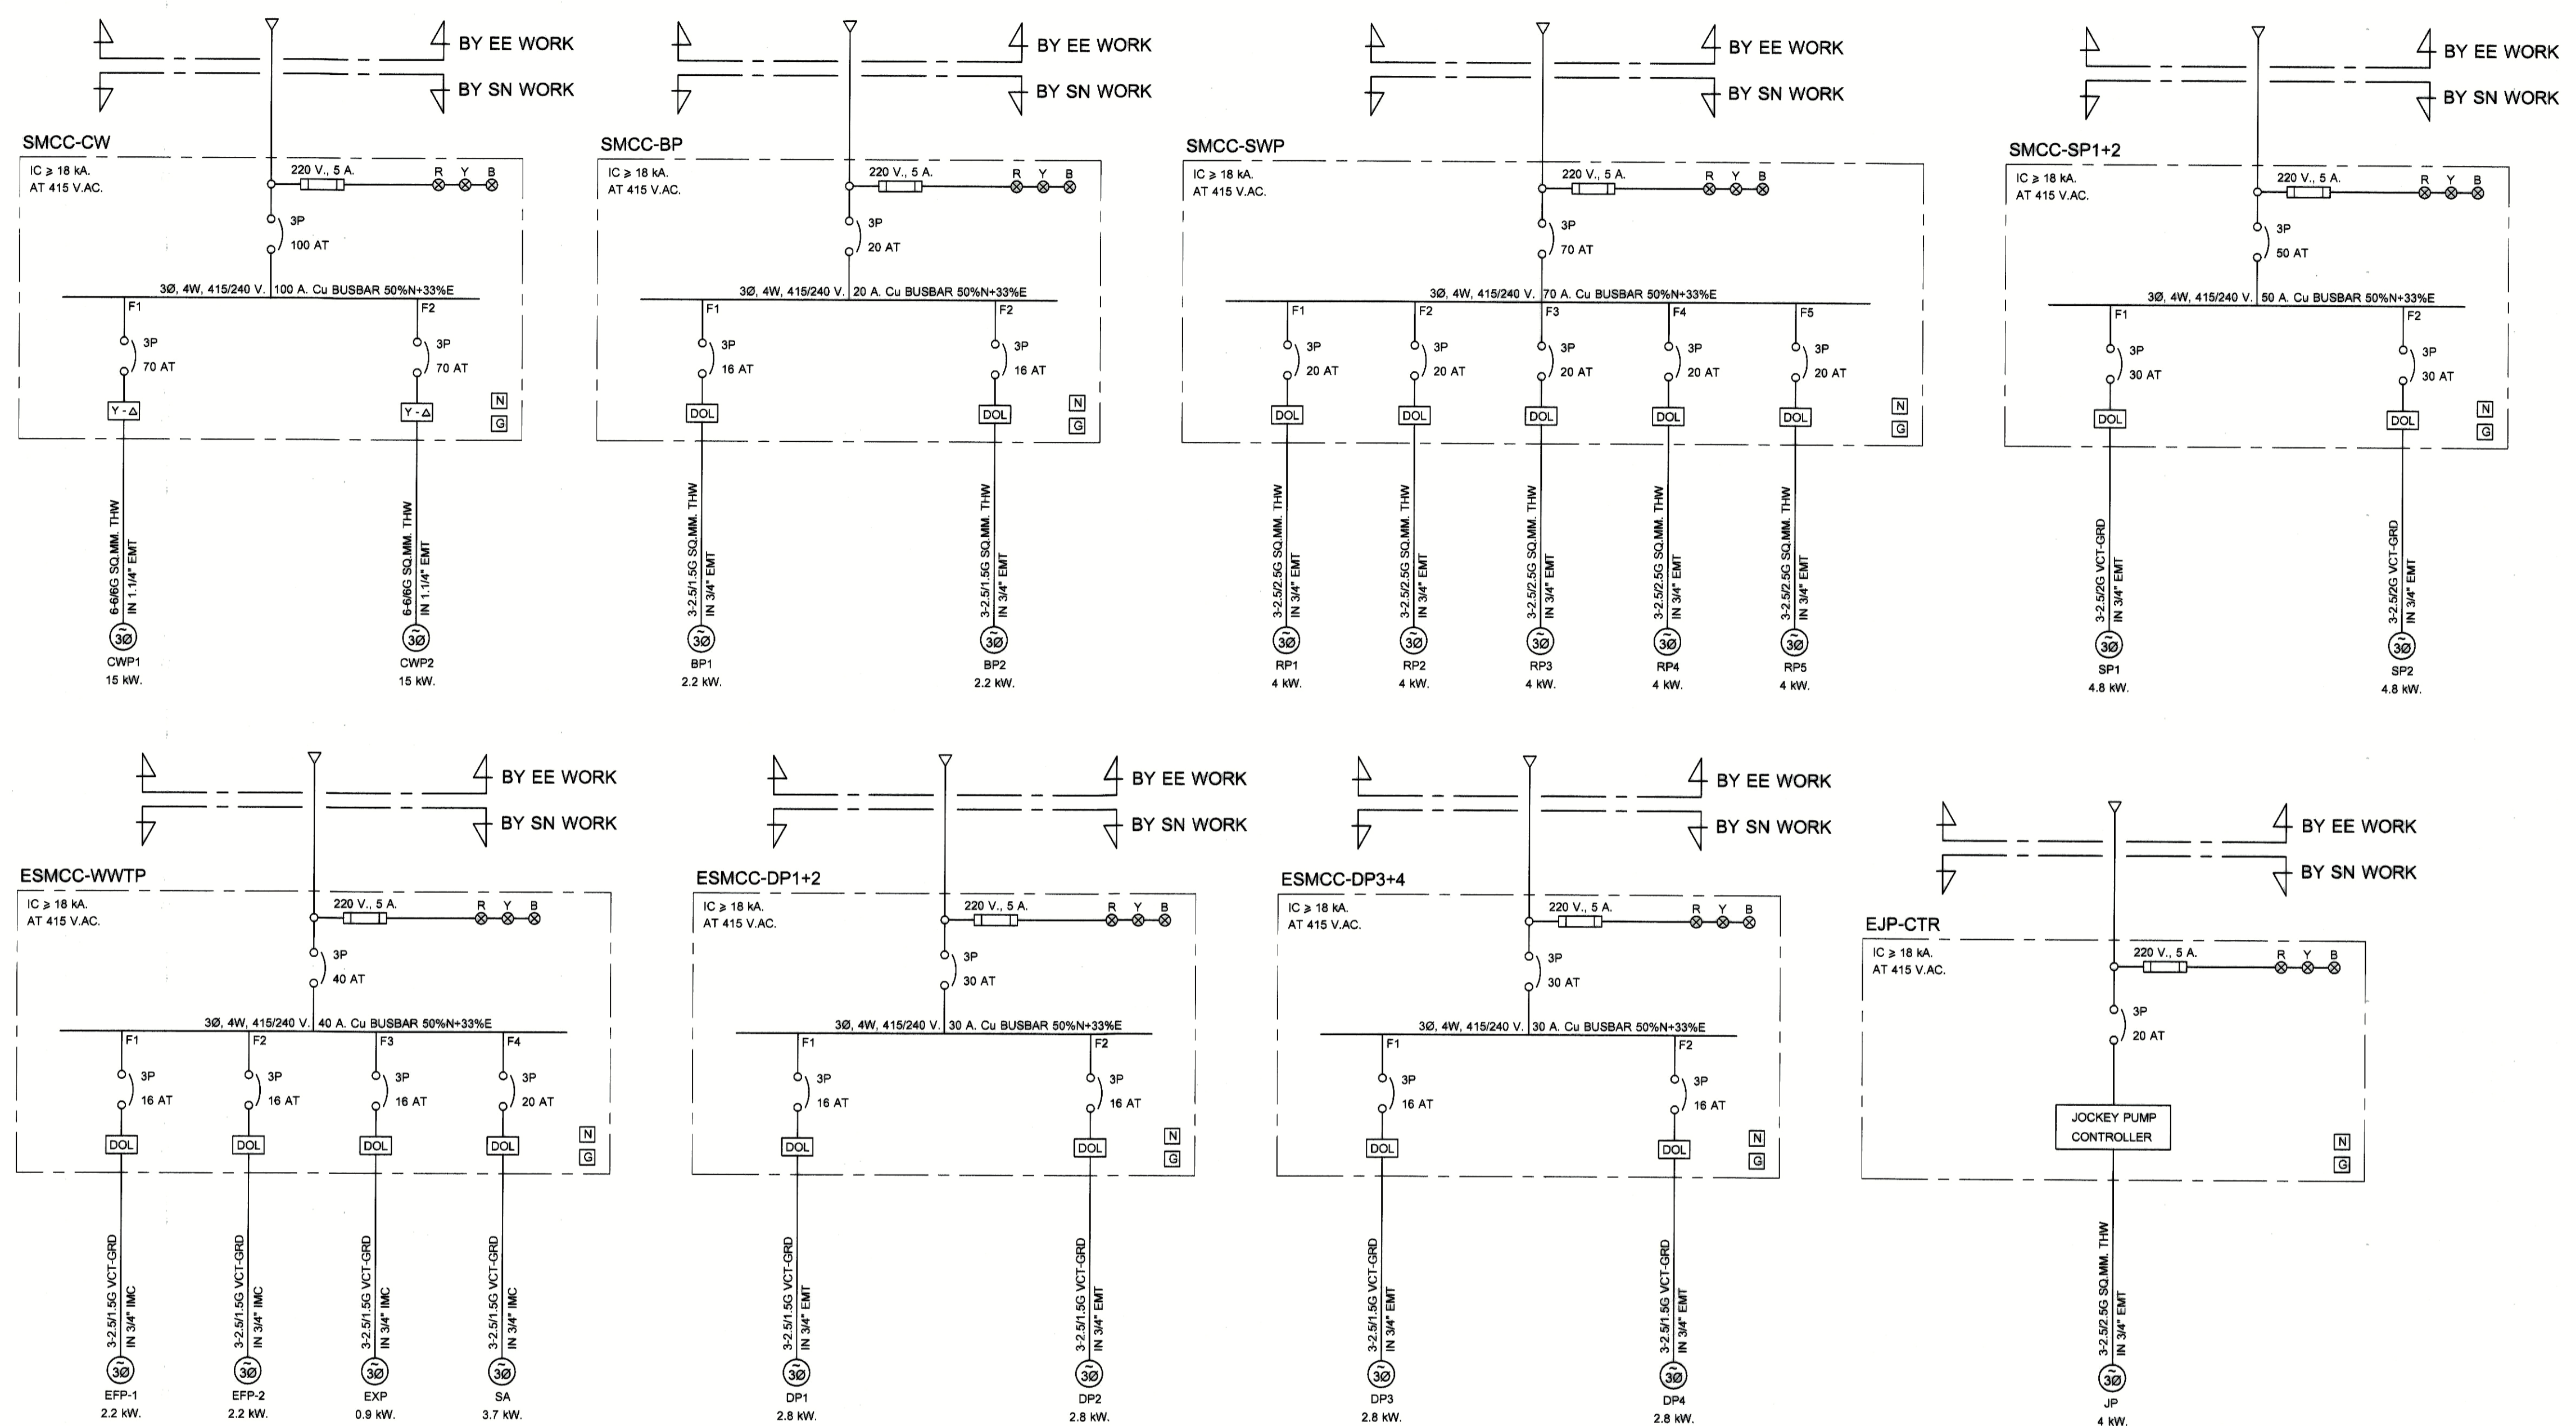 BY EE WORK
BY SN WORK
SMCC-CW
IC ≥ 18 kA.
AT 415 V.AC.
220 V., 5 A.
R Y B
3P
100 AT
3Ø, 4W, 415/240 V. 100 A. Cu BUSBAR 50%N+33%E
F1 F2
3P 3P
70 AT 70 AT
Y - Δ Y - Δ
N
G
6-6/6G SQ.MM. THW
IN 1.1/4" EMT
6-6/6G SQ.MM. THW
IN 1.1/4" EMT
3Ø 3Ø
CWP1 CWP2
15 kW. 15 kW.
BY EE WORK
BY SN WORK
SMCC-BP
IC ≥ 18 kA.
AT 415 V.AC.
220 V., 5 A.
R Y B
3P
20 AT
3Ø, 4W, 415/240 V. 20 A. Cu BUSBAR 50%N+33%E
F1 F2
3P 3P
16 AT 16 AT
DOL DOL
N
G
3-2.5/1.5G SQ.MM. THW
IN 3/4" EMT
3-2.5/1.5G SQ.MM. THW
IN 3/4" EMT
3Ø 3Ø
BP1 BP2
2.2 kW. 2.2 kW.
BY EE WORK
BY SN WORK
SMCC-SWP
IC ≥ 18 kA.
AT 415 V.AC.
220 V., 5 A.
R Y B
3P
70 AT
3Ø, 4W, 415/240 V. 70 A. Cu BUSBAR 50%N+33%E
F1 F2 F3 F4 F5
3P 3P 3P 3P 3P
20 AT 20 AT 20 AT 20 AT 20 AT
DOL DOL DOL DOL DOL
N
G
3-2.5/2.5G SQ.MM. THW
IN 3/4" EMT
3-2.5/2.5G SQ.MM. THW
IN 3/4" EMT
3-2.5/2.5G SQ.MM. THW
IN 3/4" EMT
3-2.5/2.5G SQ.MM. THW
IN 3/4" EMT
3-2.5/2.5G SQ.MM. THW
IN 3/4" EMT
3Ø 3Ø 3Ø 3Ø 3Ø
RP1 RP2 RP3 RP4 RP5
4 kW. 4 kW. 4 kW. 4 kW. 4 kW.
BY EE WORK
BY SN WORK
SMCC-SP1+2
IC ≥ 18 kA.
AT 415 V.AC.
220 V., 5 A.
R Y B
3P
50 AT
3Ø, 4W, 415/240 V. 50 A. Cu BUSBAR 50%N+33%E
F1 F2
3P 3P
30 AT 30 AT
DOL DOL
N
G
3-2.5/2G VCT-GRD
IN 3/4" EMT
3-2.5/2G VCT-GRD
IN 3/4" EMT
3Ø 3Ø
SP1 SP2
4.8 kW. 4.8 kW.
BY EE WORK
BY SN WORK
ESMCC-WWTP
IC ≥ 18 kA.
AT 415 V.AC.
220 V., 5 A.
R Y B
3P
40 AT
3Ø, 4W, 415/240 V. 40 A. Cu BUSBAR 50%N+33%E
F1 F2 F3 F4
3P 3P 3P 3P
16 AT 16 AT 16 AT 20 AT
DOL DOL DOL DOL
N
G
3-2.5/1.5G VCT-GRD
IN 3/4" IMC
3-2.5/1.5G VCT-GRD
IN 3/4" IMC
3-2.5/1.5G VCT-GRD
IN 3/4" IMC
3-2.5/1.5G VCT-GRD
IN 3/4" IMC
3Ø 3Ø 3Ø 3Ø
EFP-1 EFP-2 EXP SA
2.2 kW. 2.2 kW. 0.9 kW. 3.7 kW.
BY EE WORK
BY SN WORK
ESMCC-DP1+2
IC ≥ 18 kA.
AT 415 V.AC.
220 V., 5 A.
R Y B
3P
30 AT
3Ø, 4W, 415/240 V. 30 A. Cu BUSBAR 50%N+33%E
F1 F2
3P 3P
16 AT 16 AT
DOL DOL
N
G
3-2.5/1.5G VCT-GRD
IN 3/4" EMT
3-2.5/1.5G VCT-GRD
IN 3/4" EMT
3Ø 3Ø
DP1 DP2
2.8 kW. 2.8 kW.
BY EE WORK
BY SN WORK
ESMCC-DP3+4
IC ≥ 18 kA.
AT 415 V.AC.
220 V., 5 A.
R Y B
3P
30 AT
3Ø, 4W, 415/240 V. 30 A. Cu BUSBAR 50%N+33%E
F1 F2
3P 3P
16 AT 16 AT
DOL DOL
N
G
3-2.5/1.5G VCT-GRD
IN 3/4" EMT
3-2.5/1.5G VCT-GRD
IN 3/4" EMT
3Ø 3Ø
DP3 DP4
2.8 kW. 2.8 kW.
BY EE WORK
BY SN WORK
EJP-CTR
IC ≥ 18 kA.
AT 415 V.AC.
220 V., 5 A.
R Y B
3P
20 AT
JOCKEY PUMP
CONTROLLER
N
G
3-2.5/2.5G SQ.MM. THW
IN 3/4" EMT
3Ø
JP
4 kW.